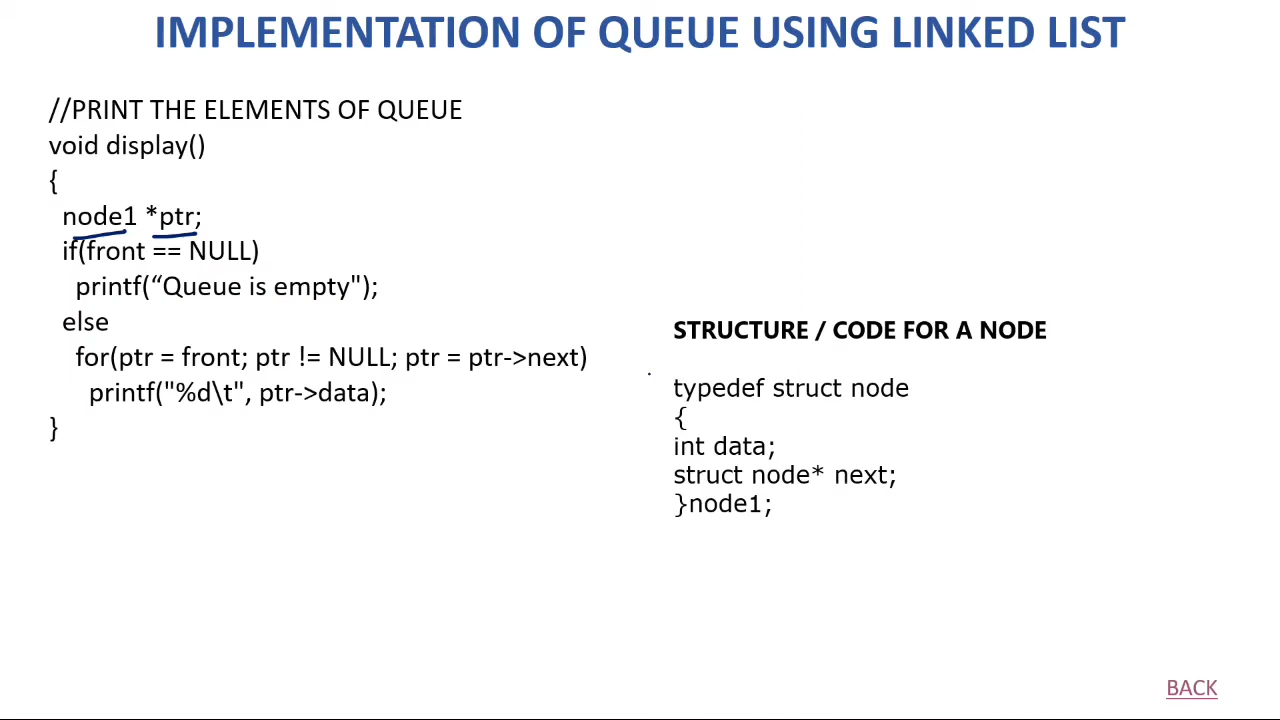 IMPLEMENTATION OF QUEUE USING LINKED LIST
//PRINT THE ELEMENTS OF QUEUE
void display()
{
node1 *ptr;
if(front == NULL)
printf(“Queue is empty");
else
for(ptr = front; ptr != NULL; ptr = ptr->next)
printf("%d\t", ptr->data);
}
STRUCTURE / CODE FOR A NODE
typedef struct node
{
int data;
struct node* next;
}node1;
BACK